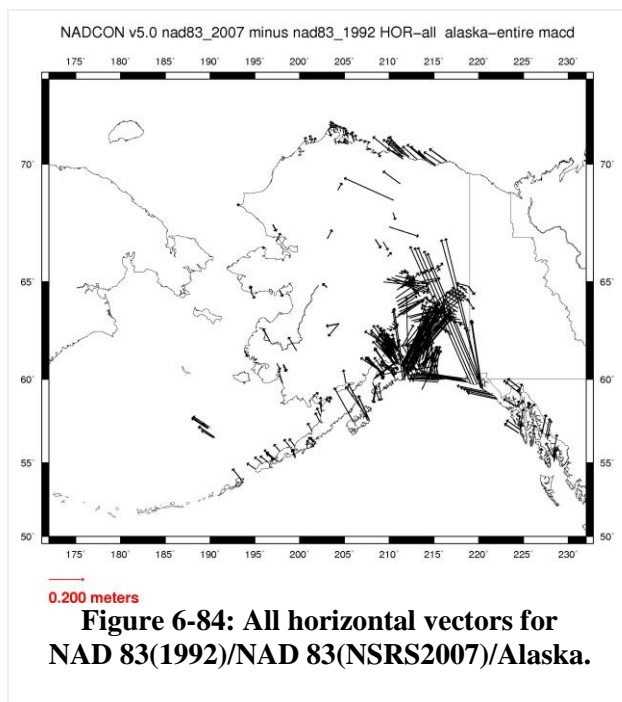 NADCON v5.0 nad83_2007 minus nad83_1992 HOR-all alaska-entire macd
175˚ 180˚ 185˚ 190˚ 195˚ 200˚ 205˚ 210˚ 215˚ 220˚ 225˚ 230˚
70˚ 70˚
65˚ 65˚
60˚ 60˚
55˚ 55˚
50˚ 50˚
175˚ 180˚ 185˚ 190˚ 195˚ 200˚ 205˚ 210˚ 215˚ 220˚ 225˚ 230˚
0.200 meters
Figure 6-84: All horizontal vectors for
NAD 83(1992)/NAD 83(NSRS2007)/Alaska.